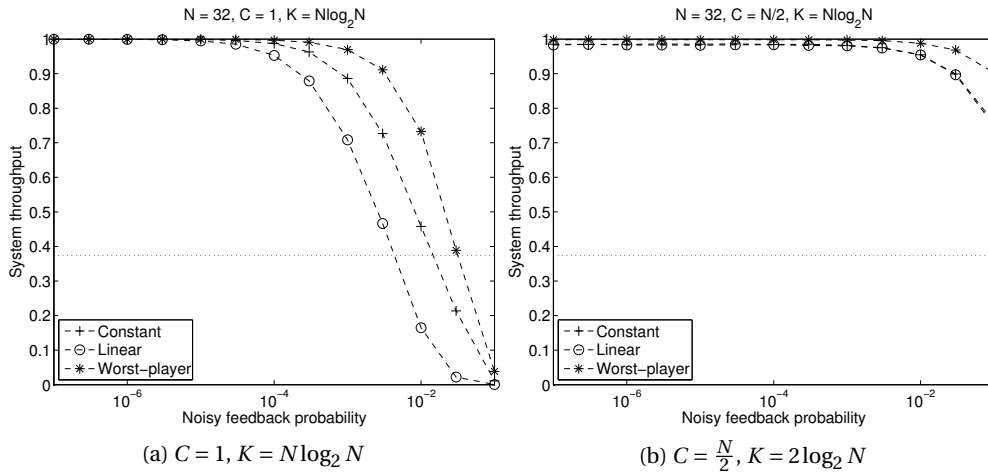 N = 32, C = 1, K = Nlog₂N
1
0.9
0.8
0.7
0.6
0.5
0.4
0.3
0.2
0.1
0
System throughput
Constant
Linear
Worst−player
10⁻⁶
10⁻⁴
10⁻²
Noisy feedback probability
(a) C = 1, K = N log₂ N
N = 32, C = N/2, K = Nlog₂N
1
0.9
0.8
0.7
0.6
0.5
0.4
0.3
0.2
0.1
0
System throughput
Constant
Linear
Worst−player
10⁻⁶
10⁻⁴
10⁻²
Noisy feedback probability
(b) C = N/2, K = 2 log₂ N